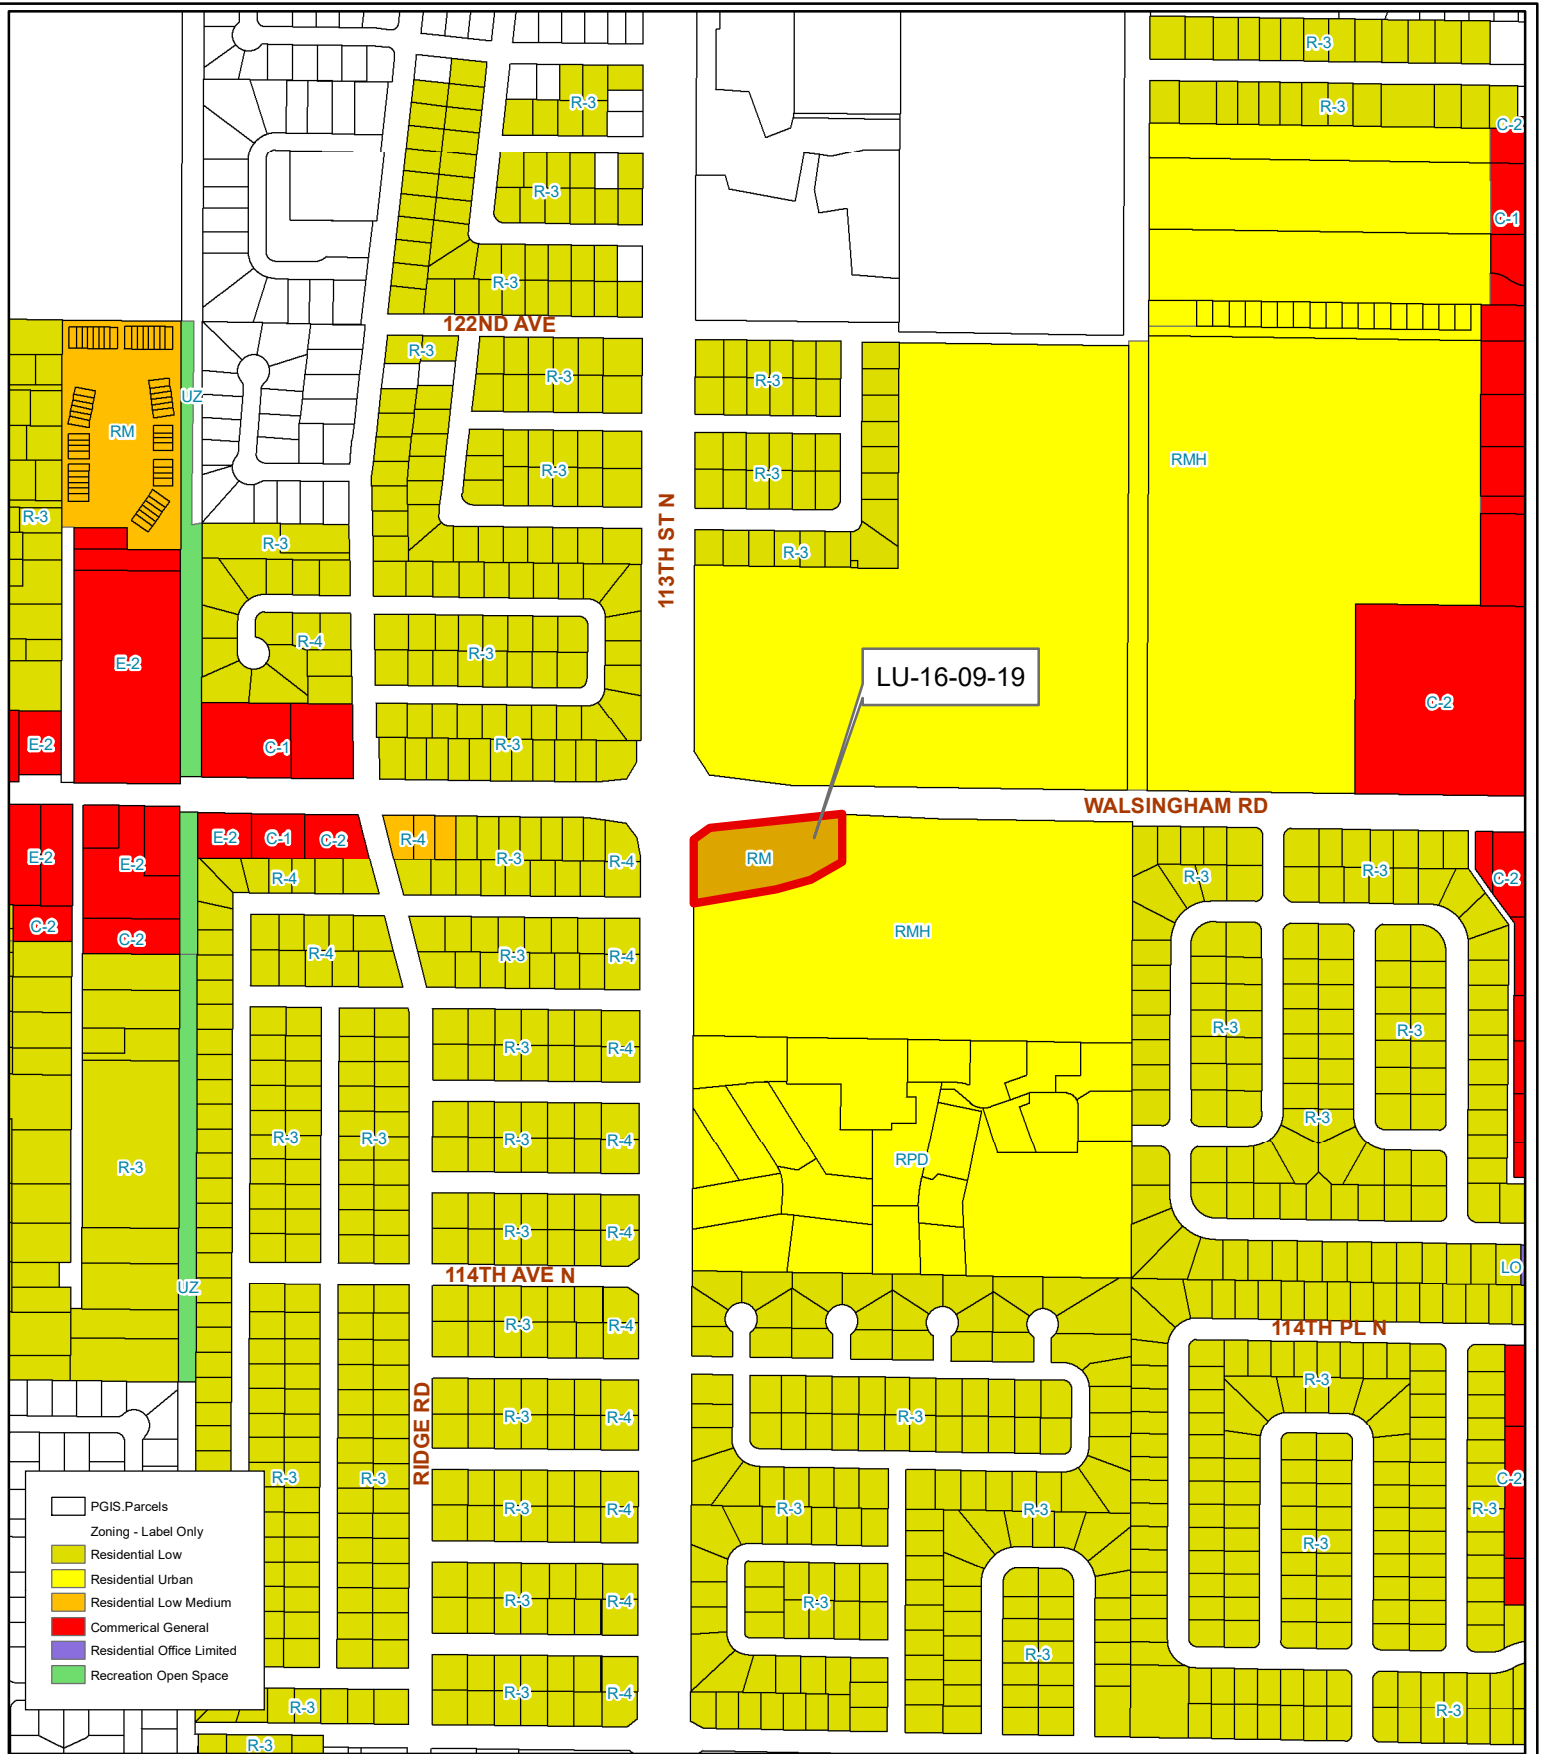 R-3
R-3
R-3
C-2
R-3
C-1
R-3
122ND AVE
R-3
R-3
R-3
UZ
RM
RMH
R-3
R-3
R-3
113TH ST N
R-3
R-3
R-4
R-3
E-2
LU-16-09-19
C-2
E-2
C-1
R-3
WALSINGHAM RD
E-2
C-1
C-2
R-4
R-3
R-4
RM
E-2
E-2
R-4
R-3
R-3
C-2
C-2
C-2
R-4
R-3
R-4
RMH
R-3
R-4
R-3
R-3
R-3
R-3
R-3
R-4
R-3
R-3
RPD
R-3
R-4
114TH AVE N
UZ
LO
R-3
R-4
114TH PL N
RIDGE RD
R-3
R-4
R-3
R-3
R-3
R-3
R-3
R-4
R-3
R-3
R-3
C-2
R-3
R-3
R-4
R-3
R-3
R-3
R-3
R-4
R-3
R-3
R-3
PGIS.Parcels
Zoning - Label Only
Residential Low
Residential Urban
Residential Low Medium
Commerical General
Residential Office Limited
Recreation Open Space